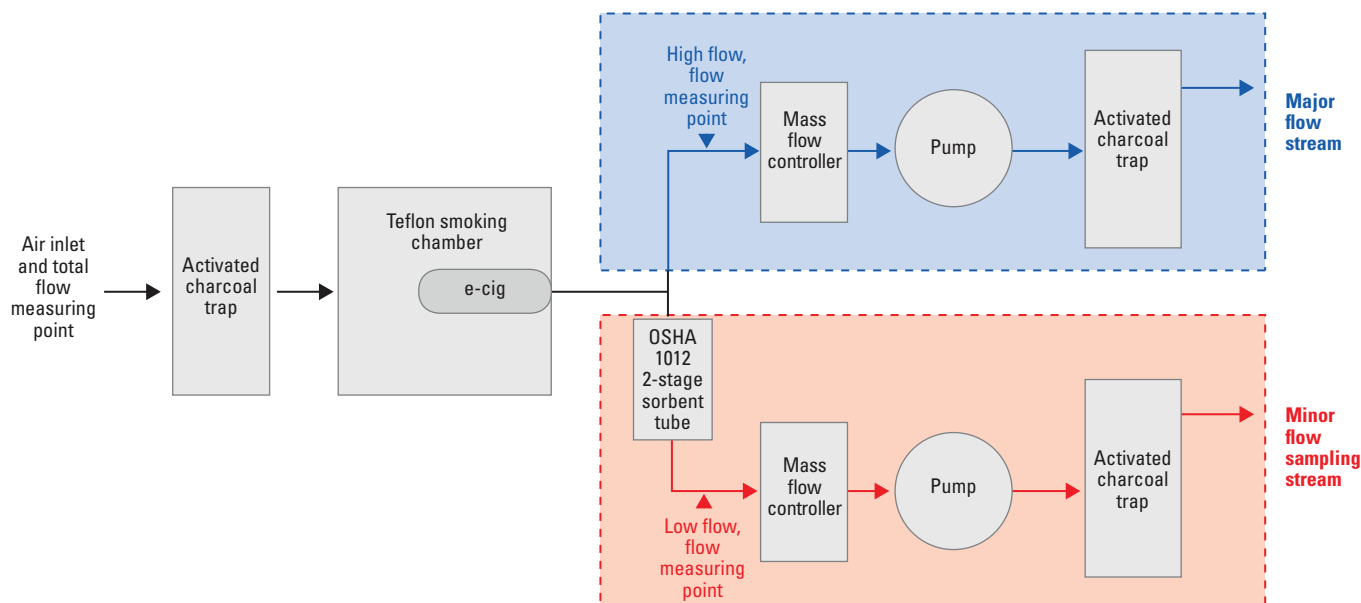 Air inlet
and total
flow
measuring
point
Activated
charcoal
trap
Teflon smoking
chamber
e-cig
High flow,
flow
measuring
point
Mass
flow
controller
Pump
Activated
charcoal
trap
Major
flow
stream
OSHA
1012
2-stage
sorbent
tube
Low flow,
flow
measuring
point
Mass
flow
controller
Pump
Activated
charcoal
trap
Minor
flow
sampling
stream